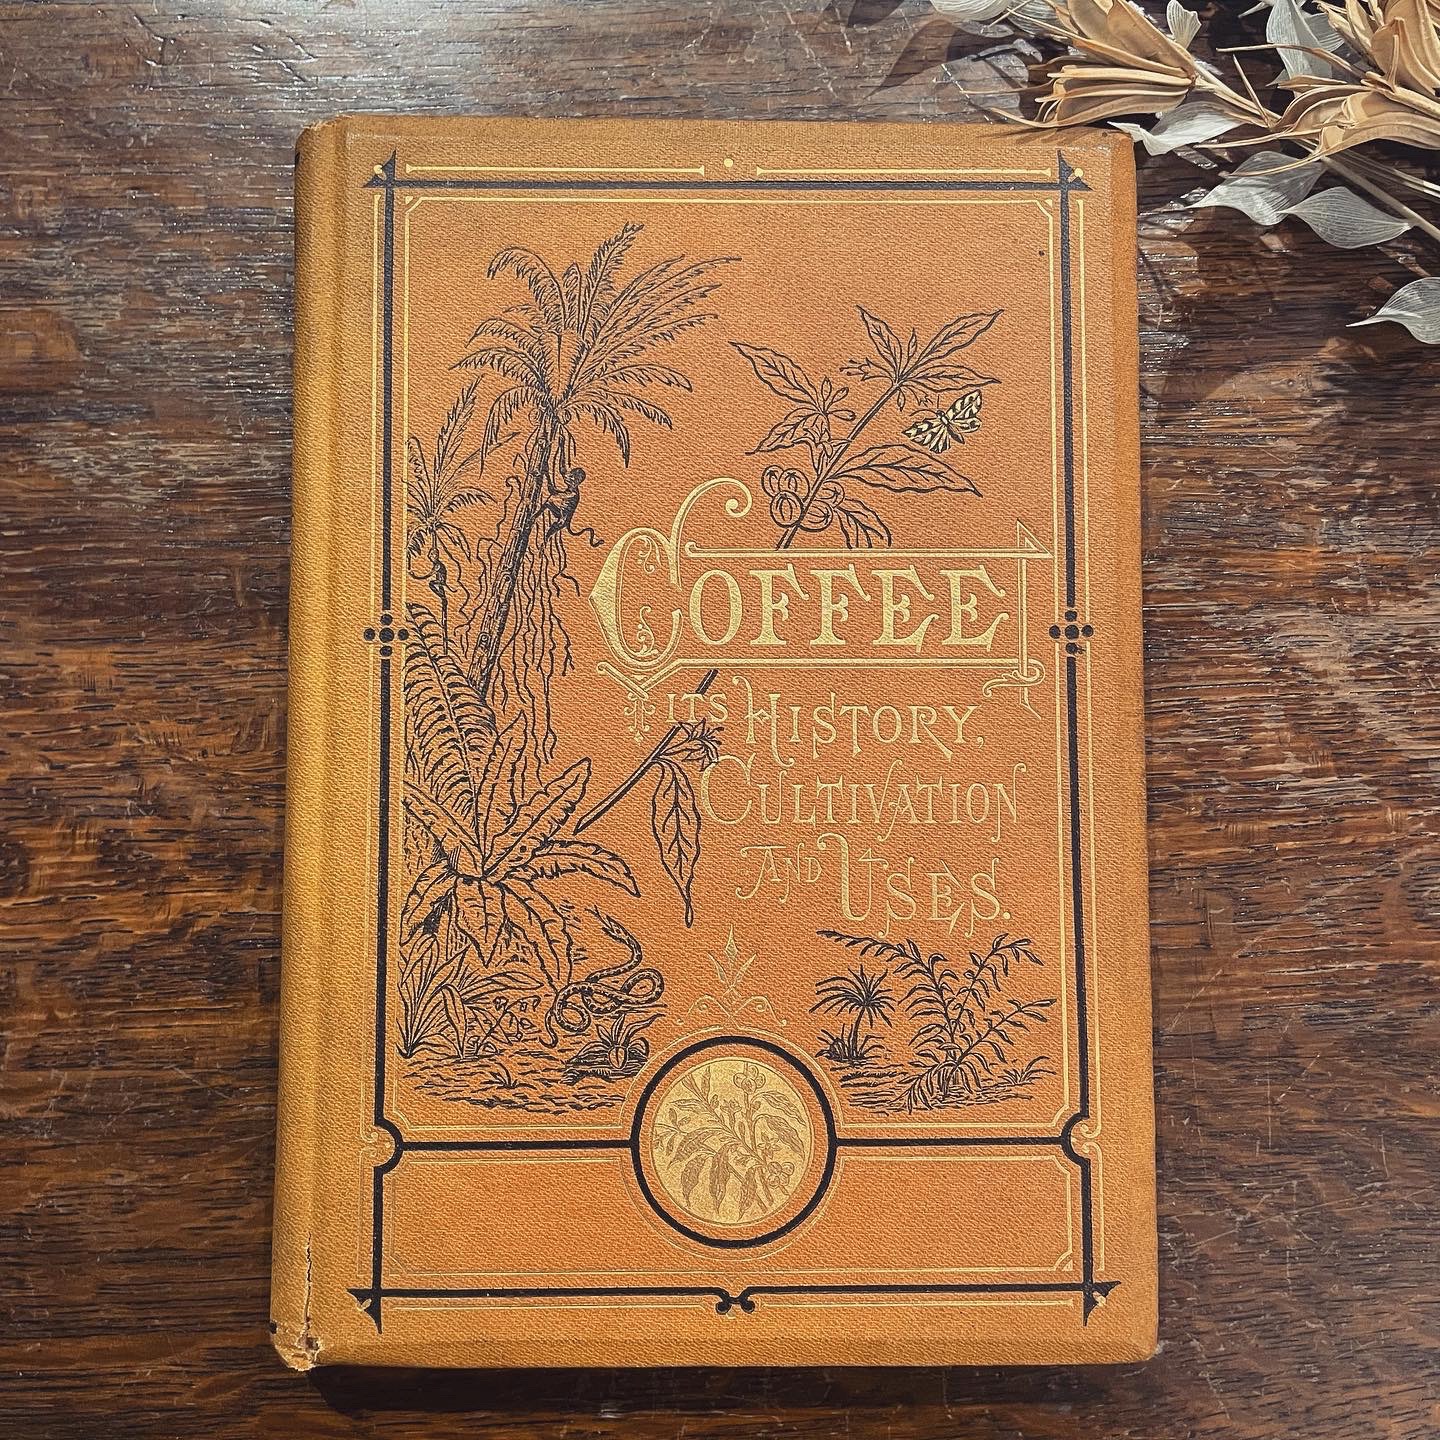 COFFEE
ITS HISTORY,
CULTIVATION
AND USES.